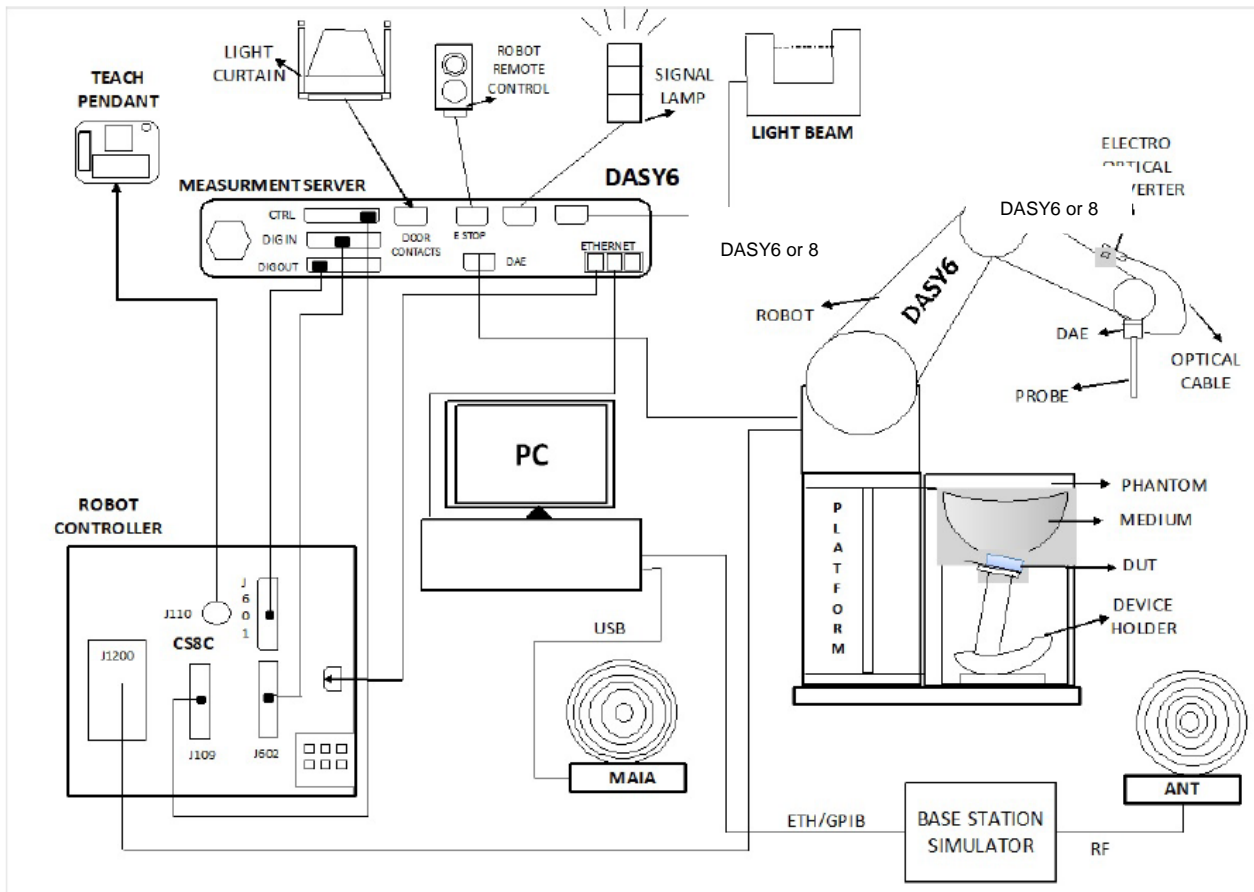 LIGHT
CURTAIN
ROBOT
REMOTE
CONTROL
SIGNAL
LAMP
LIGHT BEAM
TEACH
PENDANT
ELECTRO
OPTICAL
MEASURMENT SERVER
DASY6
CTRL
DIG IN
DIGOUT
DOOR
CONTACTS
E STOP
DAE
ETHERNET
DASY6 or 8
DASY6 or 8
DASY6
ROBOT
DAE
OPTICAL
CABLE
PROBE
PC
PLATFORM
PHANTOM
MEDIUM
DUT
DEVICE
HOLDER
ROBOT
CONTROLLER
J110
J601
CS8C
J1200
J109
J602
USB
MAIA
ANT
ETH/GPIB
BASE STATION
SIMULATOR
RF